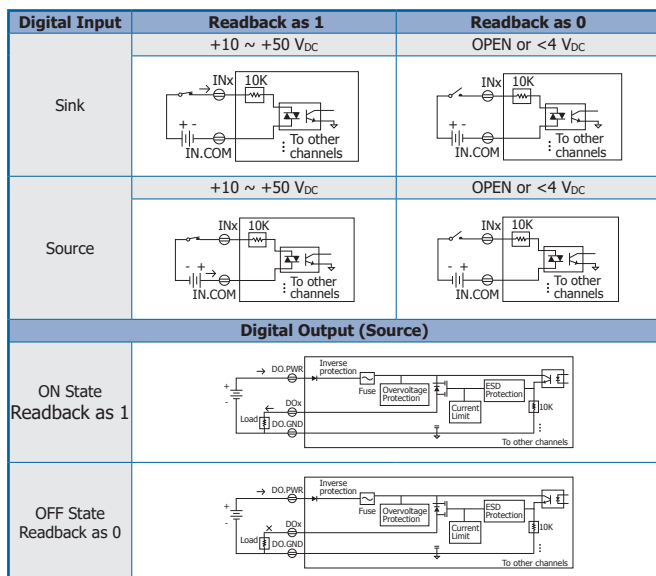 Digital Input
Readback as 1
Readback as 0
Sink
+10 ~ +50 VDC
OPEN or <4 VDC
INx 10K
+ -
IN.COM
To other
channels
INx 10K
+ -
IN.COM
To other
channels
Source
+10 ~ +50 VDC
OPEN or <4 VDC
INx 10K
- +
IN.COM
To other
channels
INx 10K
- +
IN.COM
To other
channels
Digital Output (Source)
ON State
Readback as 1
DO.PWR
Inverse
protection
Fuse
Overvoltage
Protection
Current
Limit
ESD
Protection
10K
+
-
DOx
Load
DO.GND
To other channels
OFF State
Readback as 0
DO.PWR
Inverse
protection
Fuse
Overvoltage
Protection
Current
Limit
ESD
Protection
10K
+
-
DOx
Load
DO.GND
To other channels